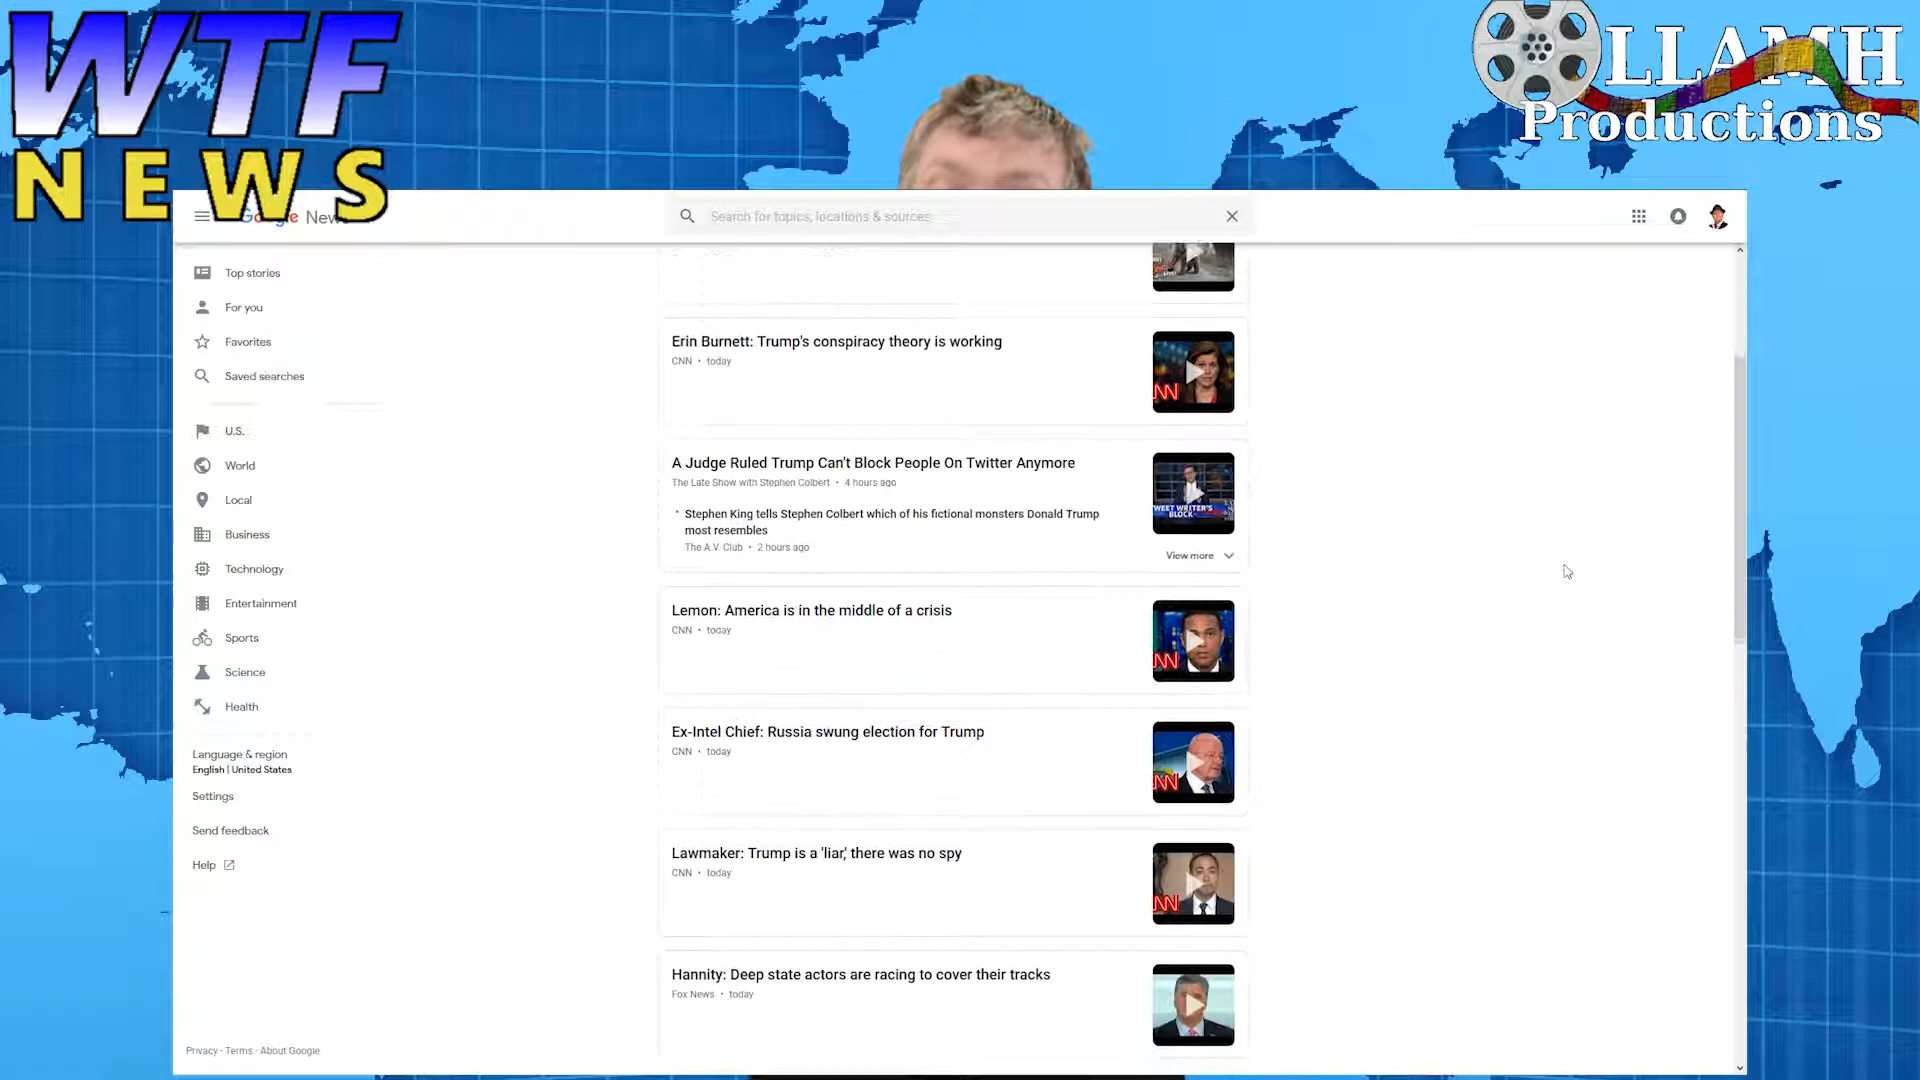 WTF
NEWS
LLAMH
Productions
Google News
Search for topics, locations & sources
Top stories
For you
Favorites
Saved searches
U.S.
World
Local
Business
Technology
Entertainment
Sports
Science
Health
Language & region
English | United States
Settings
Send feedback
Help
Privacy · Terms · About Google
Erin Burnett: Trump's conspiracy theory is working
CNN • today
A Judge Ruled Trump Can't Block People On Twitter Anymore
The Late Show with Stephen Colbert • 4 hours ago
WEET WRITER'S
BLOCK
• Stephen King tells Stephen Colbert which of his fictional monsters Donald Trump
most resembles
The A.V. Club • 2 hours ago
View more
Lemon: America is in the middle of a crisis
CNN • today
Ex-Intel Chief: Russia swung election for Trump
CNN • today
Lawmaker: Trump is a 'liar,' there was no spy
CNN • today
Hannity: Deep state actors are racing to cover their tracks
Fox News • today